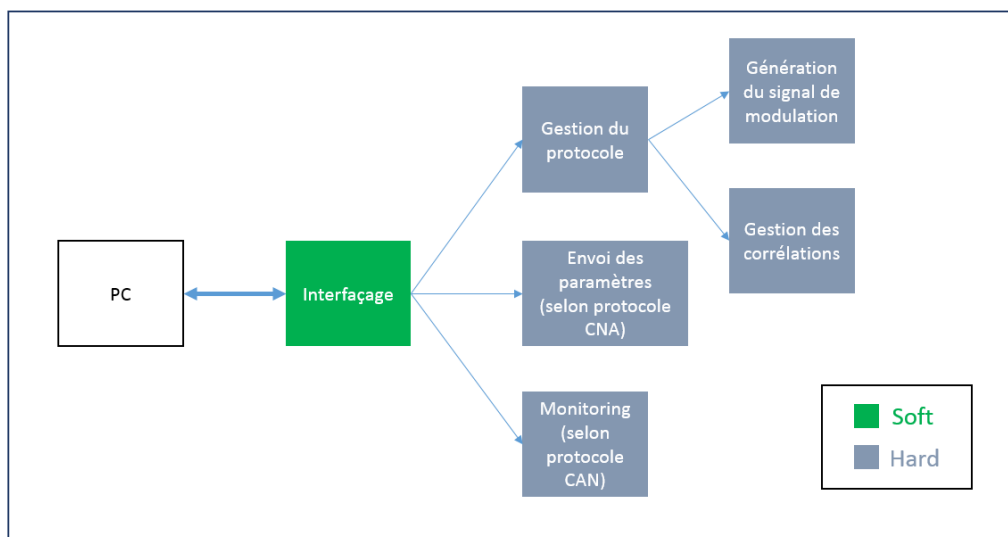 Génération
du signal de
modulation
Gestion du
protocole
Gestion des
corrélations
PC
Interfaçage
Envoi des
paramètres
(selon protocole
CNA)
Monitoring
(selon
protocole
CAN)
Soft
Hard